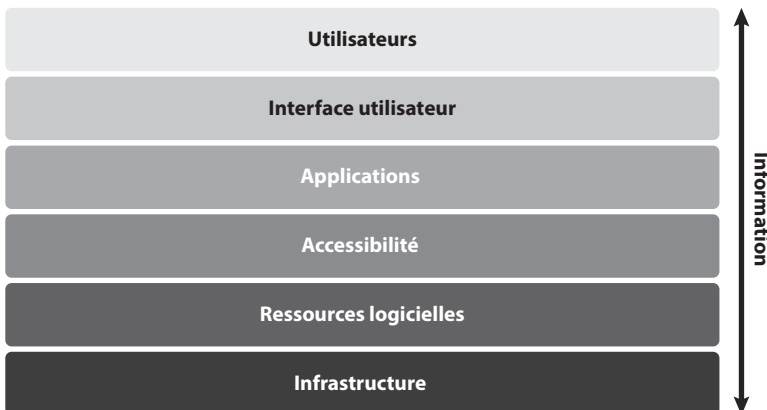 Utilisateurs
Interface utilisateur
Applications
Accessibilité
Ressources logicielles
Infrastructure
Information